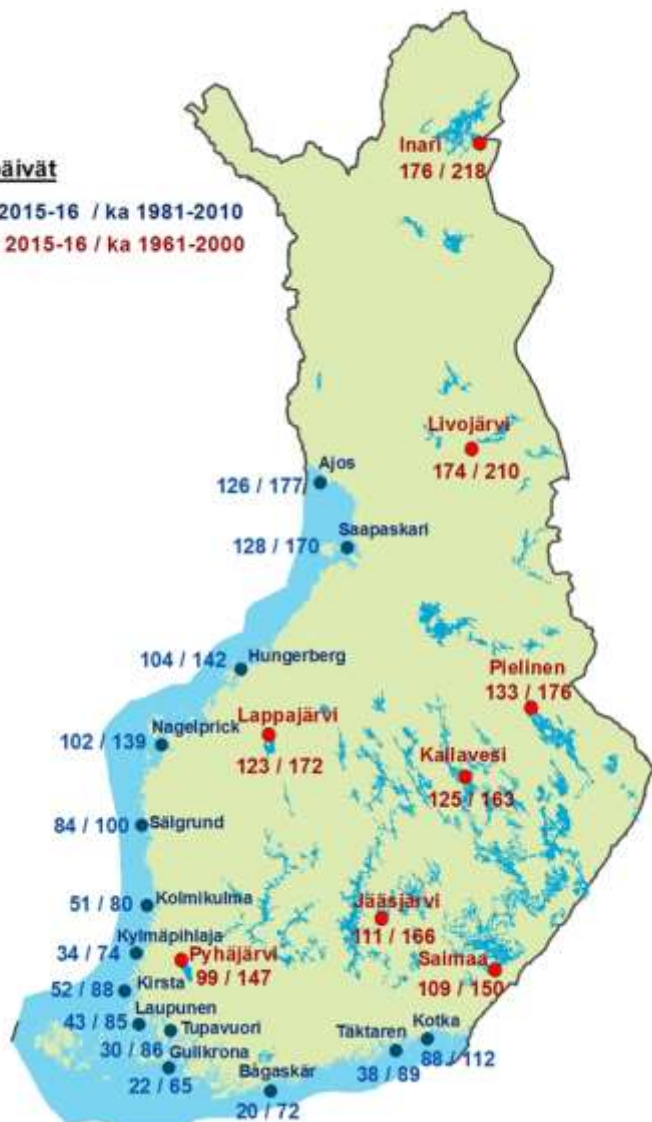 Inari
176 / 218
äivät
2015-16 / ka 1981-2010
2015-16 / ka 1961-2000
Livojärvi
174 / 210
Ajos
126 / 177
Saapaskari
128 / 170
Hungerberg
104 / 142
Pielinen
133 / 176
Lappajärvi
123 / 172
Nagelprick
102 / 139
Kallavesi
125 / 163
Sälgrund
84 / 100
Kolmikulma
51 / 80
Jääsjärvi
111 / 166
Kylmäpihlaja
34 / 74
Pyhäjärvi
99 / 147
Saimaa
109 / 150
Kirsta
52 / 88
Laupunen
43 / 85
Tupavuori
30 / 86
Gullkrona
22 / 65
Bågaskär
20 / 72
Täktaren
38 / 89
Kotka
88 / 112